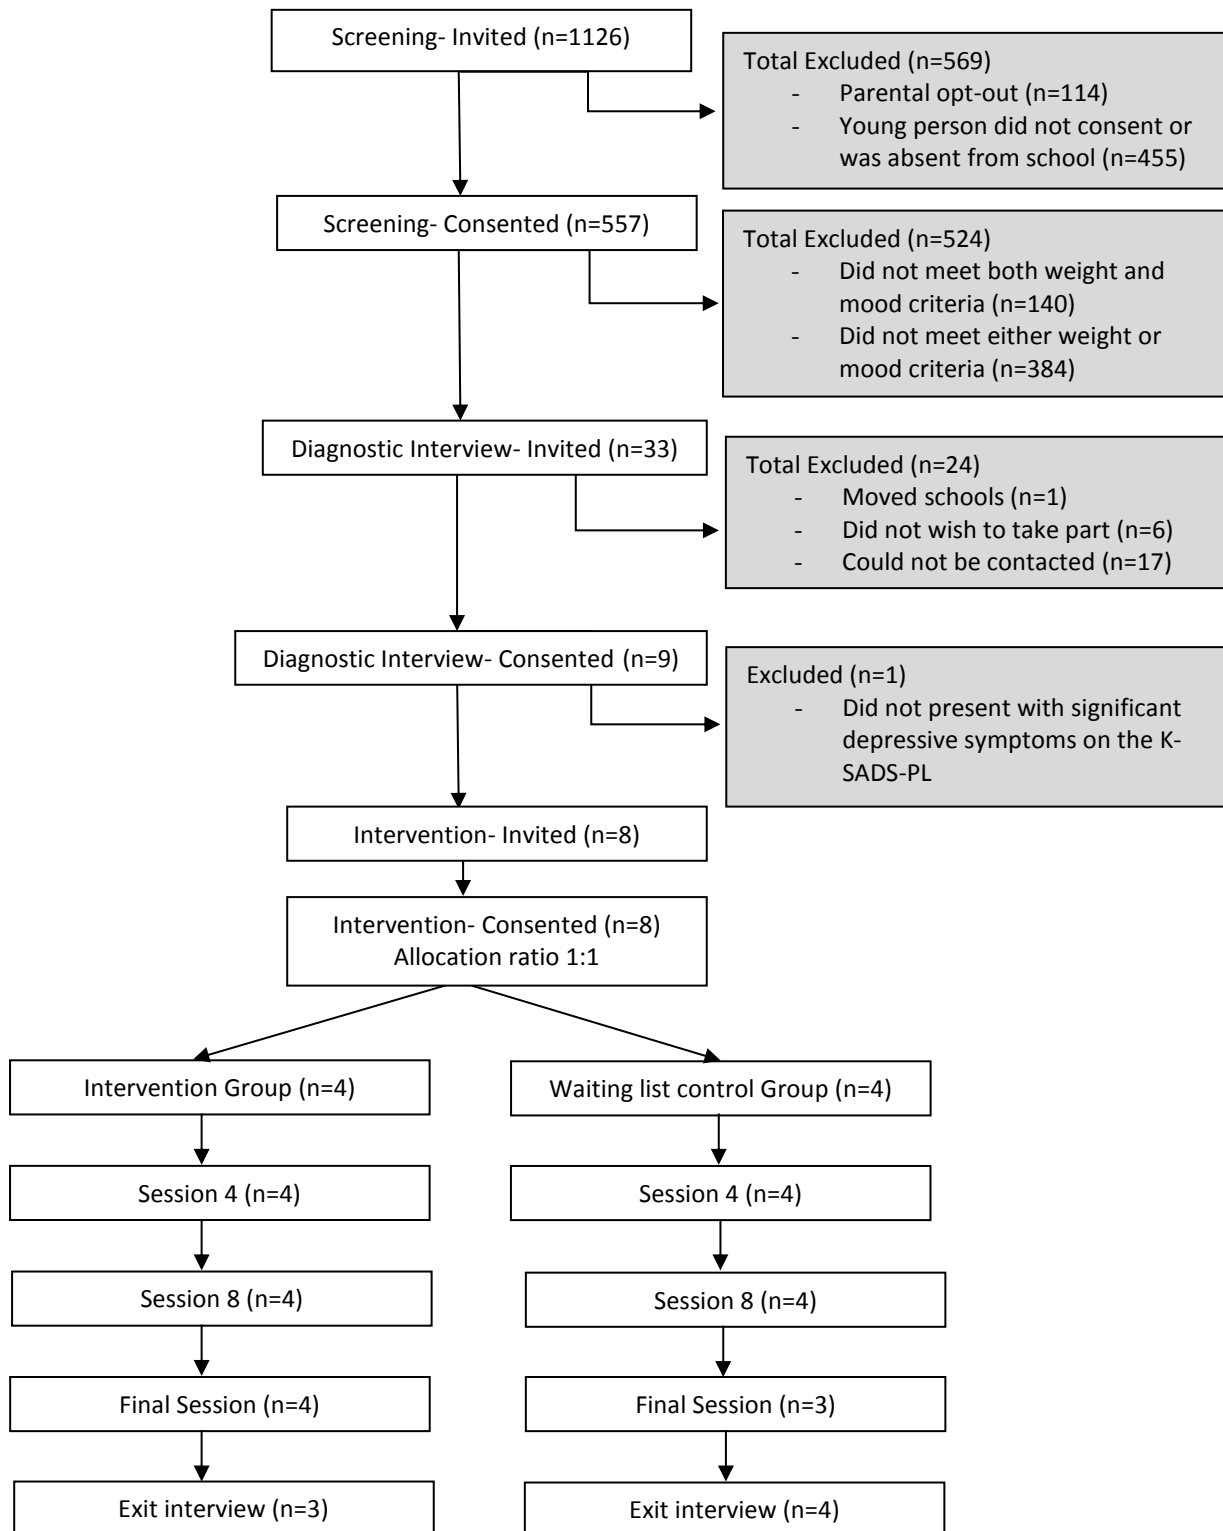 Screening- Invited (n=1126)
Total Excluded (n=569)
- Parental opt-out (n=114)
- Young person did not consent or
was absent from school (n=455)
Screening- Consented (n=557)
Total Excluded (n=524)
- Did not meet both weight and
mood criteria (n=140)
- Did not meet either weight or
mood criteria (n=384)
Diagnostic Interview- Invited (n=33)
Total Excluded (n=24)
- Moved schools (n=1)
- Did not wish to take part (n=6)
- Could not be contacted (n=17)
Diagnostic Interview- Consented (n=9)
Excluded (n=1)
- Did not present with significant
depressive symptoms on the K-
SADS-PL
Intervention- Invited (n=8)
Intervention- Consented (n=8)
Allocation ratio 1:1
Intervention Group (n=4)
Waiting list control Group (n=4)
Session 4 (n=4)
Session 4 (n=4)
Session 8 (n=4)
Session 8 (n=4)
Final Session (n=4)
Final Session (n=3)
Exit interview (n=3)
Exit interview (n=4)